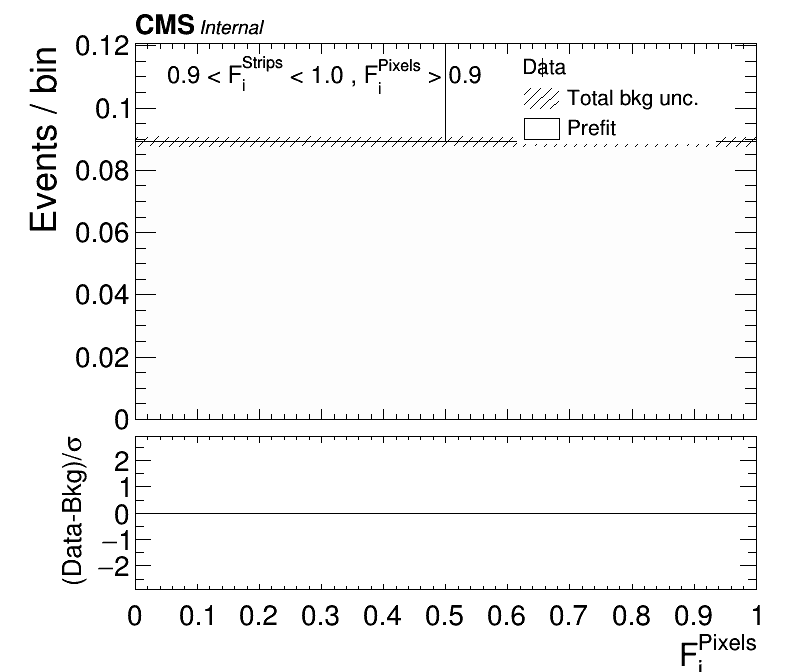 CMS Internal
Events / bin
0.12
0.1
0.08
0.06
0.04
0.02
0
0.9 < F_i^Strips < 1.0 , F_i^Pixels > 0.9
Data
Total bkg unc.
Prefit
(Data-Bkg)/σ
2
1
0
−1
−2
0 0.1 0.2 0.3 0.4 0.5 0.6 0.7 0.8 0.9 1
F_i^Pixels